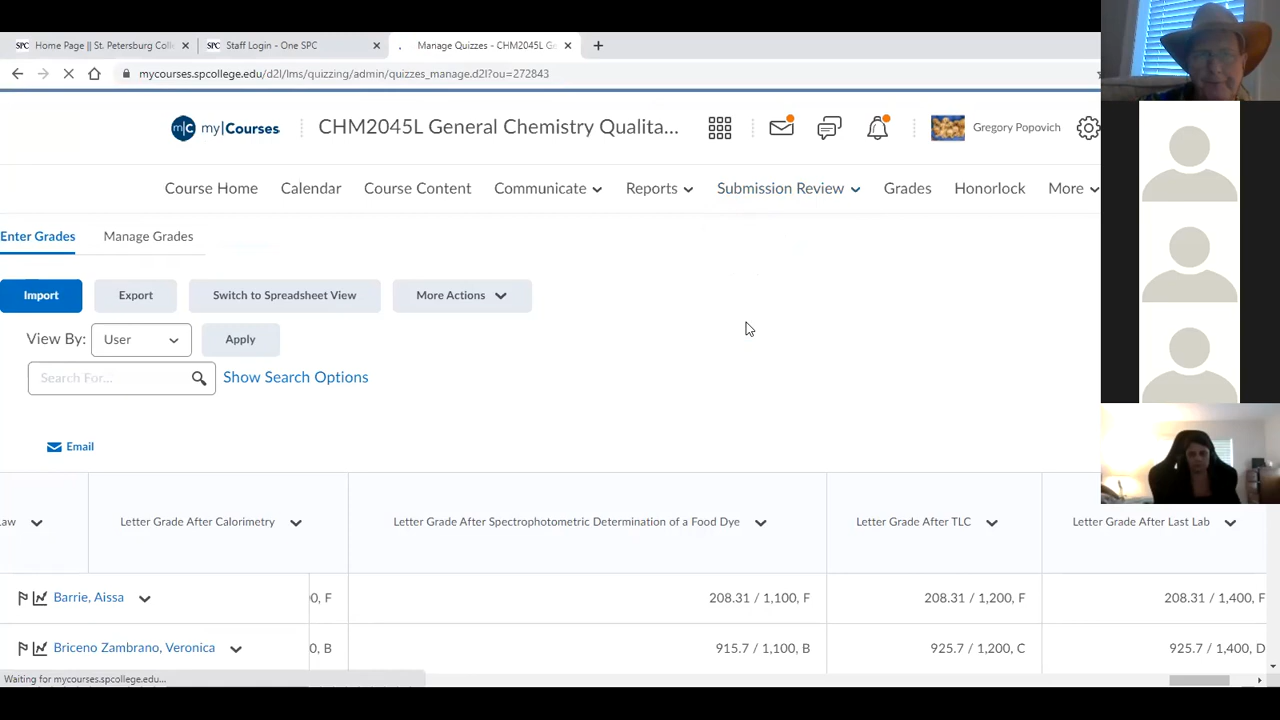 SPC Home Page || St. Petersburg Colle
SPC Staff Login - One SPC
Manage Quizzes - CHM2045L Ge
mycourses.spcollege.edu/d2l/lms/quizzing/admin/quizzes_manage.d2l?ou=272843
m|C my|Courses
CHM2045L General Chemistry Qualita...
Gregory Popovich
Course Home Calendar Course Content Communicate Reports Submission Review Grades Honorlock More
Enter Grades Manage Grades
Import Export Switch to Spreadsheet View More Actions
View By: User Apply
Search For... Show Search Options
Email
aw Letter Grade After Calorimetry Letter Grade After Spectrophotometric Determination of a Food Dye Letter Grade After TLC Letter Grade After Last Lab
Barrie, Aissa 0, F 208.31 / 1,100, F 208.31 / 1,200, F 208.31 / 1,400, F
Briceno Zambrano, Veronica 0, B 915.7 / 1,100, B 925.7 / 1,200, C 925.7 / 1,400, D
Waiting for mycourses.spcollege.edu...